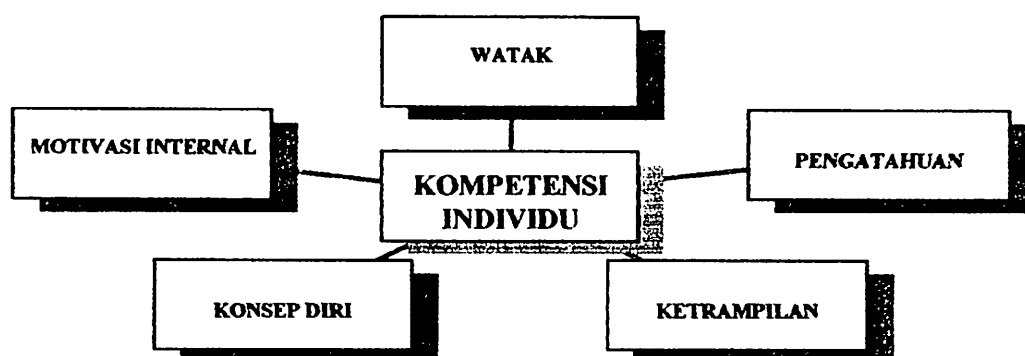 WATAK
MOTIVASI INTERNAL
PENGATAHUAN
KOMPETENSI
INDIVIDU
KONSEP DIRI
KETRAMPILAN